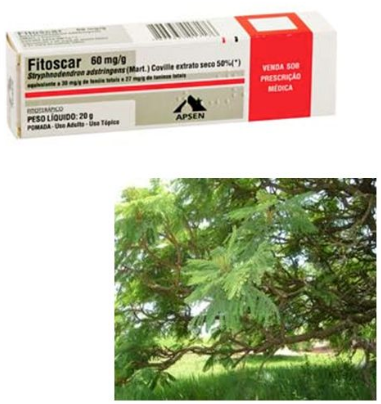 Fitoscar 60 mg/g
Stryphnodendron adstringens (Mart.) Coville extrato seco 50%(*)
equivalente a 30 mg/g de fenóis totais e 27 mg/g de taninos totais
FITOTERÁPICO
PESO LÍQUIDO: 20 g
POMADA - Uso Adulto - Uso Tópico
APSEN
VENDA SOB
PRESCRIÇÃO
MÉDICA